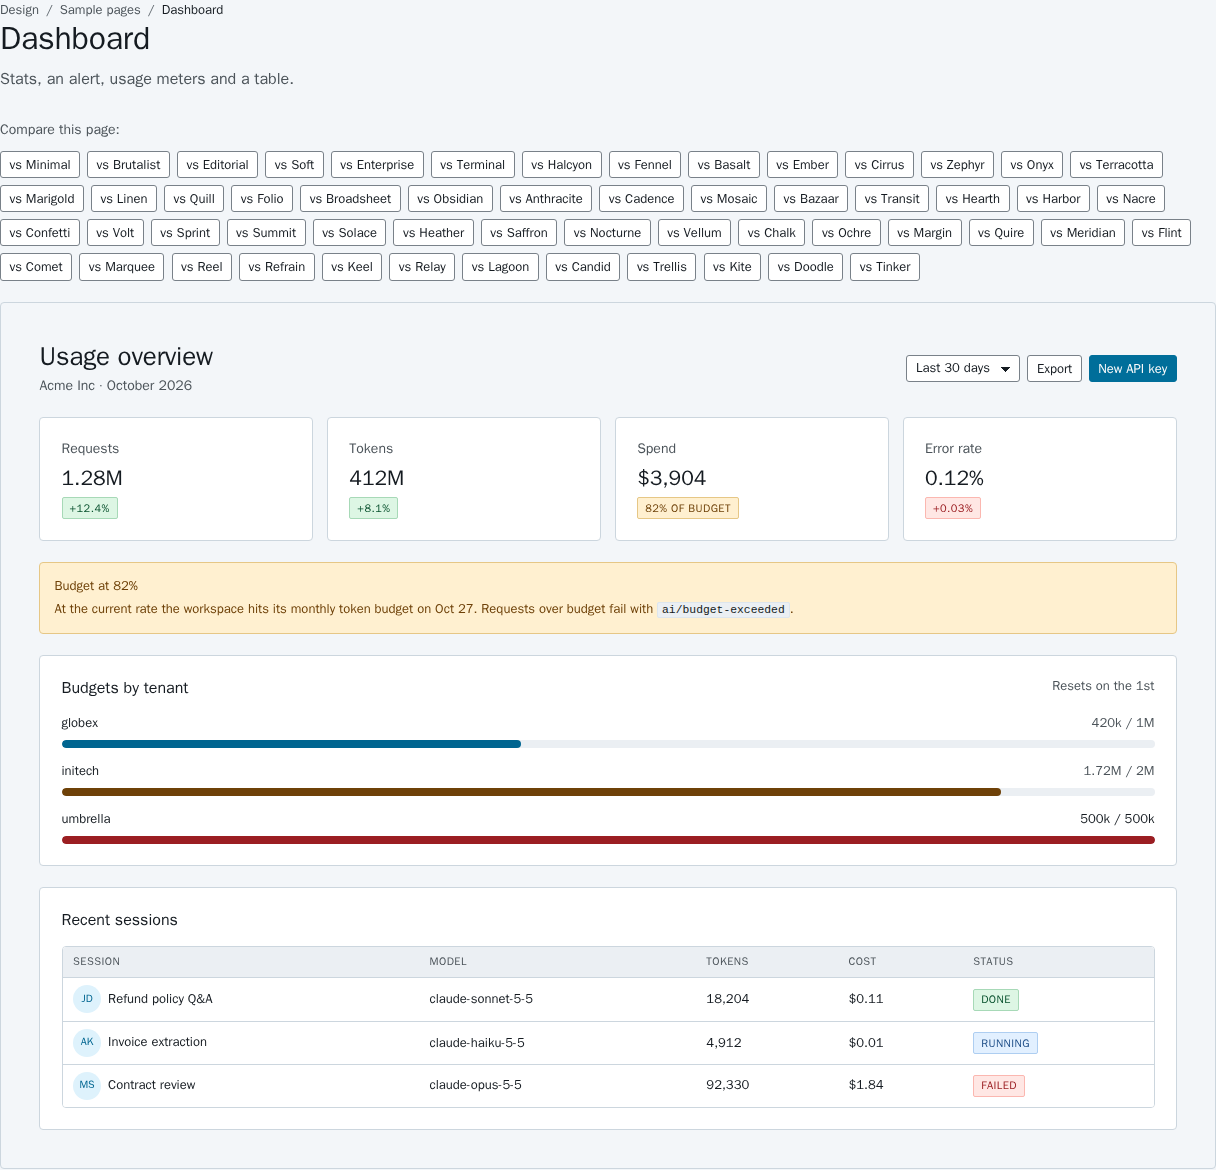 Design / Sample pages / Dashboard
Dashboard
Stats, an alert, usage meters and a table.
Compare this page:
vs Minimal vs Brutalist vs Editorial vs Soft vs Enterprise vs Terminal vs Halcyon vs Fennel vs Basalt vs Ember vs Cirrus vs Zephyr vs Onyx vs Terracotta
vs Marigold vs Linen vs Quill vs Folio vs Broadsheet vs Obsidian vs Anthracite vs Cadence vs Mosaic vs Bazaar vs Transit vs Hearth vs Harbor vs Nacre
vs Confetti vs Volt vs Sprint vs Summit vs Solace vs Heather vs Saffron vs Nocturne vs Vellum vs Chalk vs Ochre vs Margin vs Quire vs Meridian vs Flint
vs Comet vs Marquee vs Reel vs Refrain vs Keel vs Relay vs Lagoon vs Candid vs Trellis vs Kite vs Doodle vs Tinker
Usage overview
Acme Inc · October 2026
Last 30 days Export New API key
Requests Tokens Spend Error rate
1.28M 412M $3,904 0.12%
+12.4% +8.1% 82% OF BUDGET +0.03%
Budget at 82%
At the current rate the workspace hits its monthly token budget on Oct 27. Requests over budget fail with ai/budget-exceeded.
Budgets by tenant Resets on the 1st
globex 420k / 1M
initech 1.72M / 2M
umbrella 500k / 500k
Recent sessions
SESSION MODEL TOKENS COST STATUS
JD Refund policy Q&A claude-sonnet-5-5 18,204 $0.11 DONE
AK Invoice extraction claude-haiku-5-5 4,912 $0.01 RUNNING
MS Contract review claude-opus-5-5 92,330 $1.84 FAILED